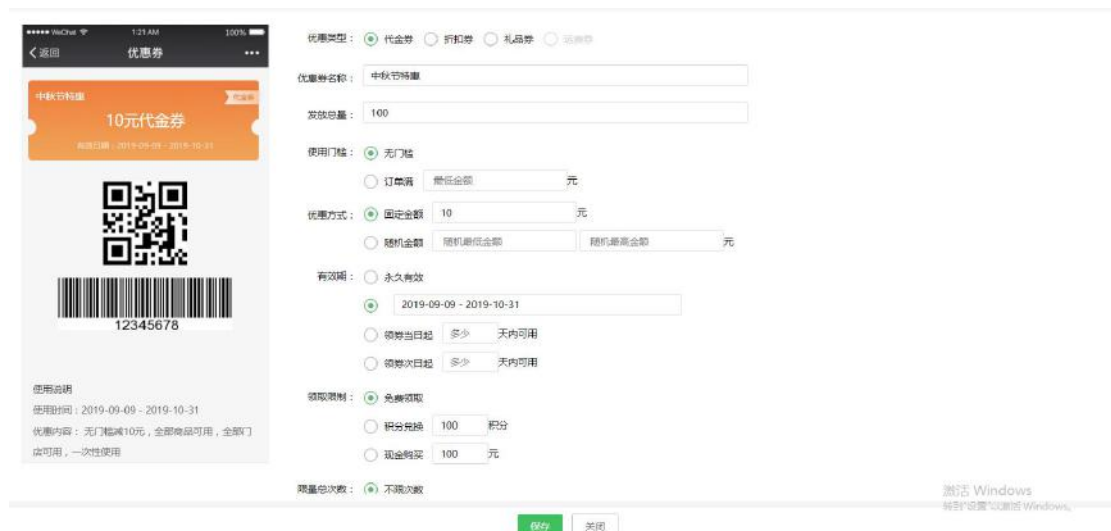 WeChat 1:21 AM 100%
返回 优惠券
中秋节特惠 代金券
10元代金券
有效日期：2019-09-09 - 2019-10-31
12345678
使用说明
使用时间：2019-09-09 - 2019-10-31
优惠内容： 无门槛减10元，全部商品可用，全部门
店可用，一次性使用
优惠类型： 代金券 折扣券 礼品券
优惠券名称： 中秋节特惠
发放总量： 100
使用门槛： 无门槛
订单满 最低金额 元
优惠方式： 固定金额 10 元
随机金额 随机最低金额 随机最高金额 元
有效期： 永久有效
2019-09-09 - 2019-10-31
领券当日起 多少 天内可用
领券次日起 多少 天内可用
领取限制： 免费领取
积分兑换 100 积分
现金购买 100 元
限量总次数： 不限次数
保存 关闭
激活 Windows
转到"设置"以激活 Windows。